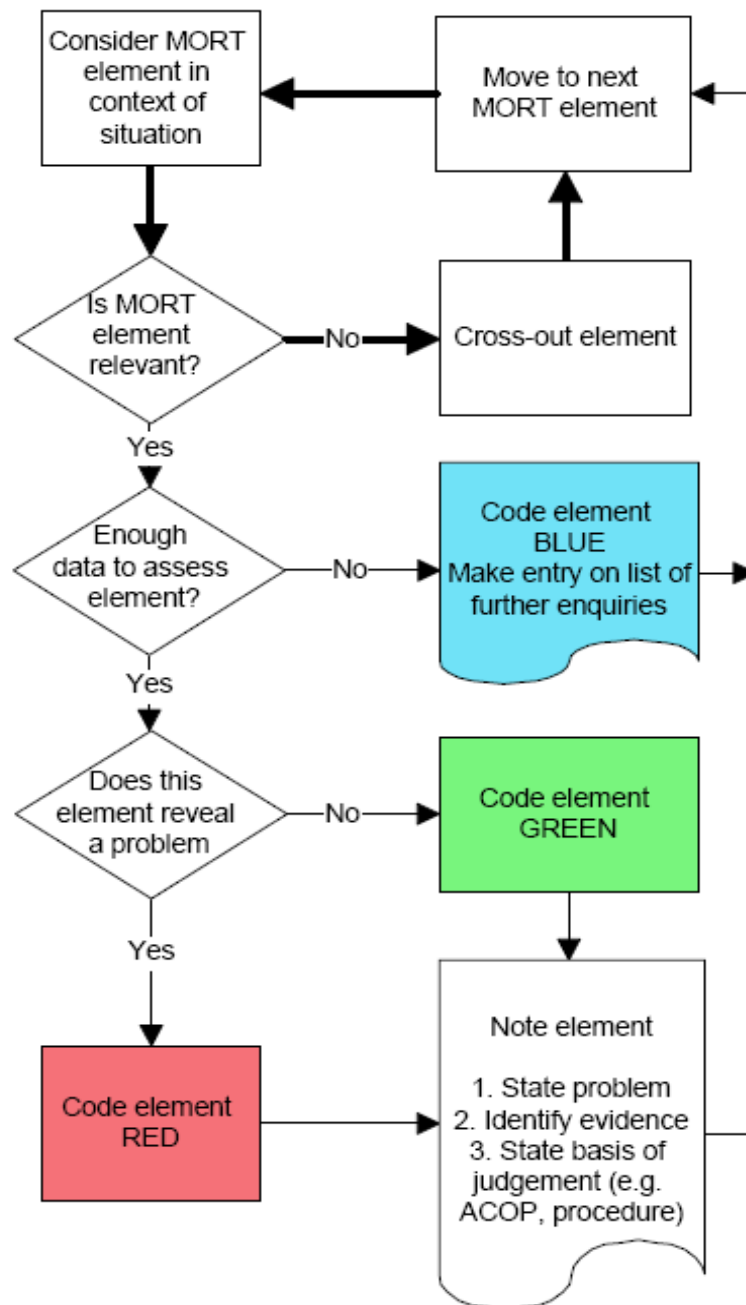 Consider MORT
element in
context of
situation
Move to next
MORT element
Is MORT
element
relevant?
No
Cross-out element
Yes
Enough
data to assess
element?
No
Code element
BLUE
Make entry on list of
further enquiries
Yes
Does this
element reveal
a problem
No
Code element
GREEN
Yes
Code element
RED
Note element
1. State problem
2. Identify evidence
3. State basis of
judgement (e.g.
ACOP, procedure)